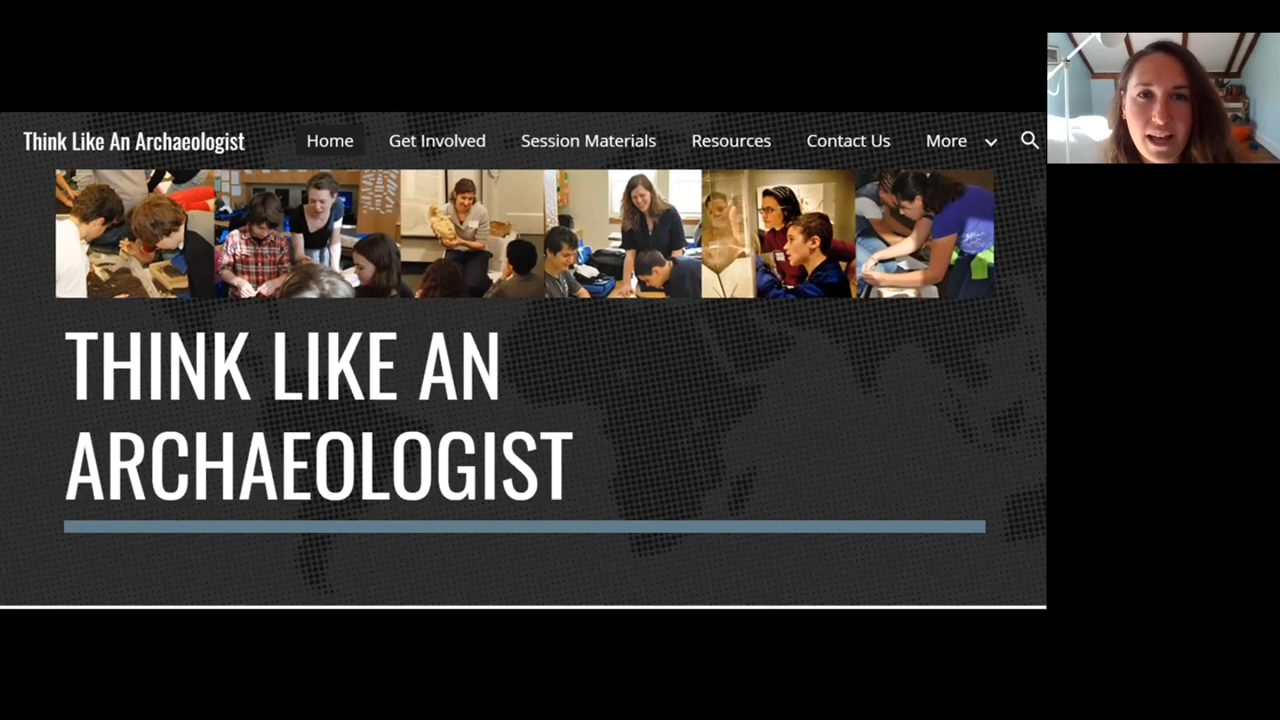 Think Like An Archaeologist Home Get Involved Session Materials Resources Contact Us More
THINK LIKE AN
ARCHAEOLOGIST